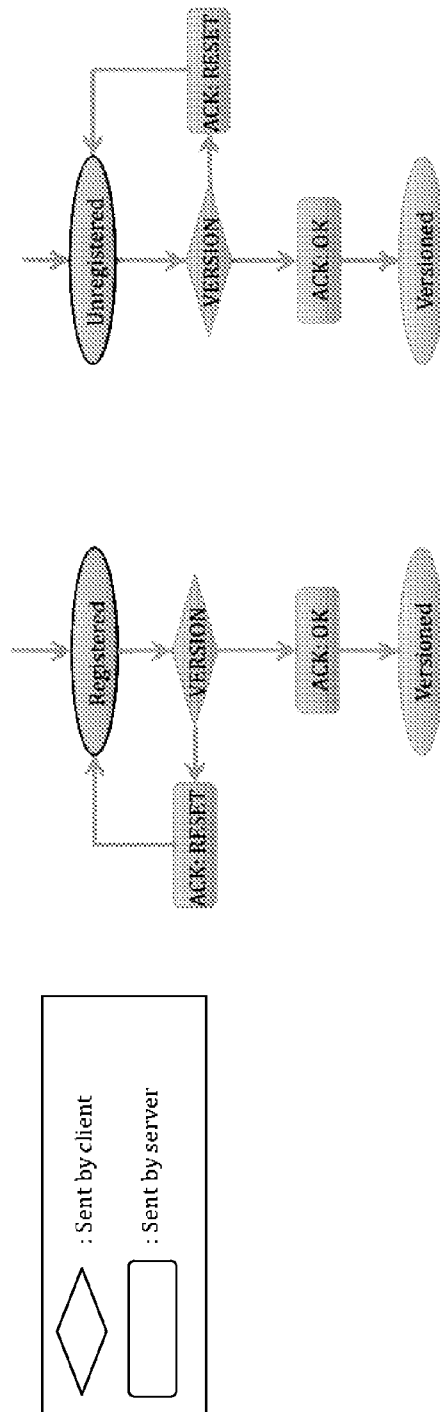 : Sent by client
: Sent by server
Registered
VERSION
ACK: RESET
ACK: OK
Versioned
Unregistered
VERSION
ACK: RESET
ACK: OK
Versioned